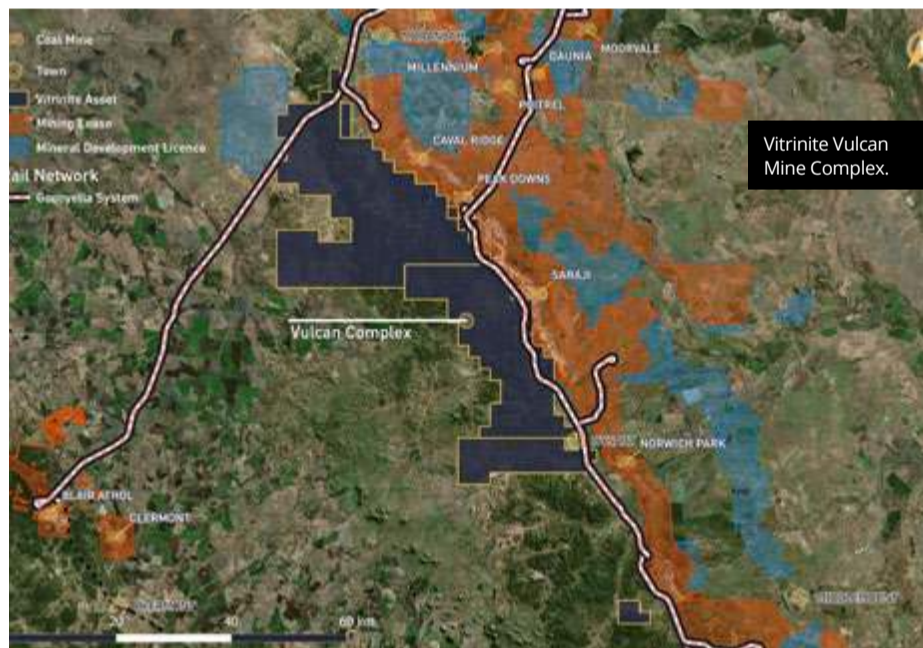 Coal Mine
Town
Vitrinite Asset
Mining Lease
Mineral Development Licence
ail Network
Goonyella System
MILLENNIUM
DAUNIA
MOORVALE
POITREL
CAVAL RIDGE
PEAK DOWNS
SARAJI
Vulcan Complex
NORWICH PARK
BLAIR ATHOL
CLERMONT
CLERMONT
20
40
60 km
Vitrinite Vulcan
Mine Complex.